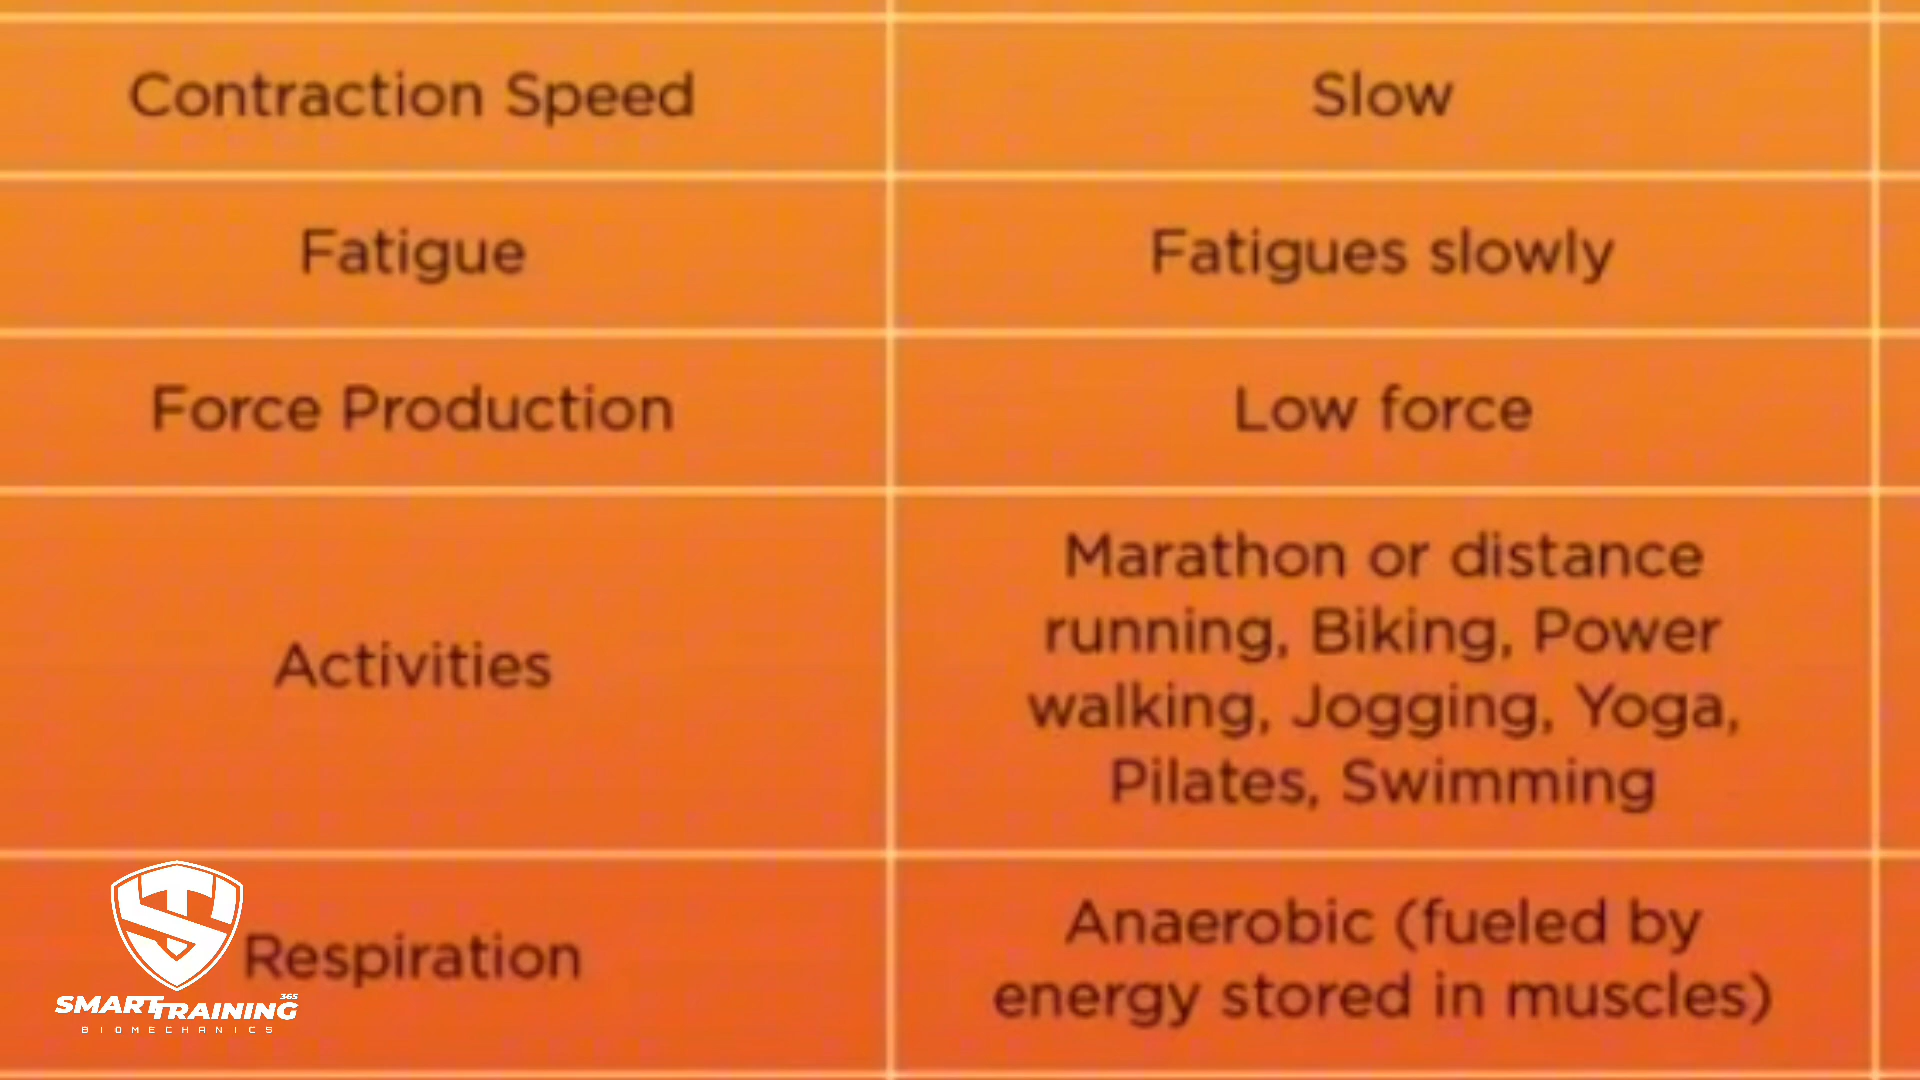 Contraction Speed
Slow
Fatigue
Fatigues slowly
Force Production
Low force
Activities
Marathon or distance
running, Biking, Power
walking, Jogging, Yoga,
Pilates, Swimming
Respiration
Anaerobic (fueled by
energy stored in muscles)
ST
SMART TRAINING 365
BIOMECHANICS